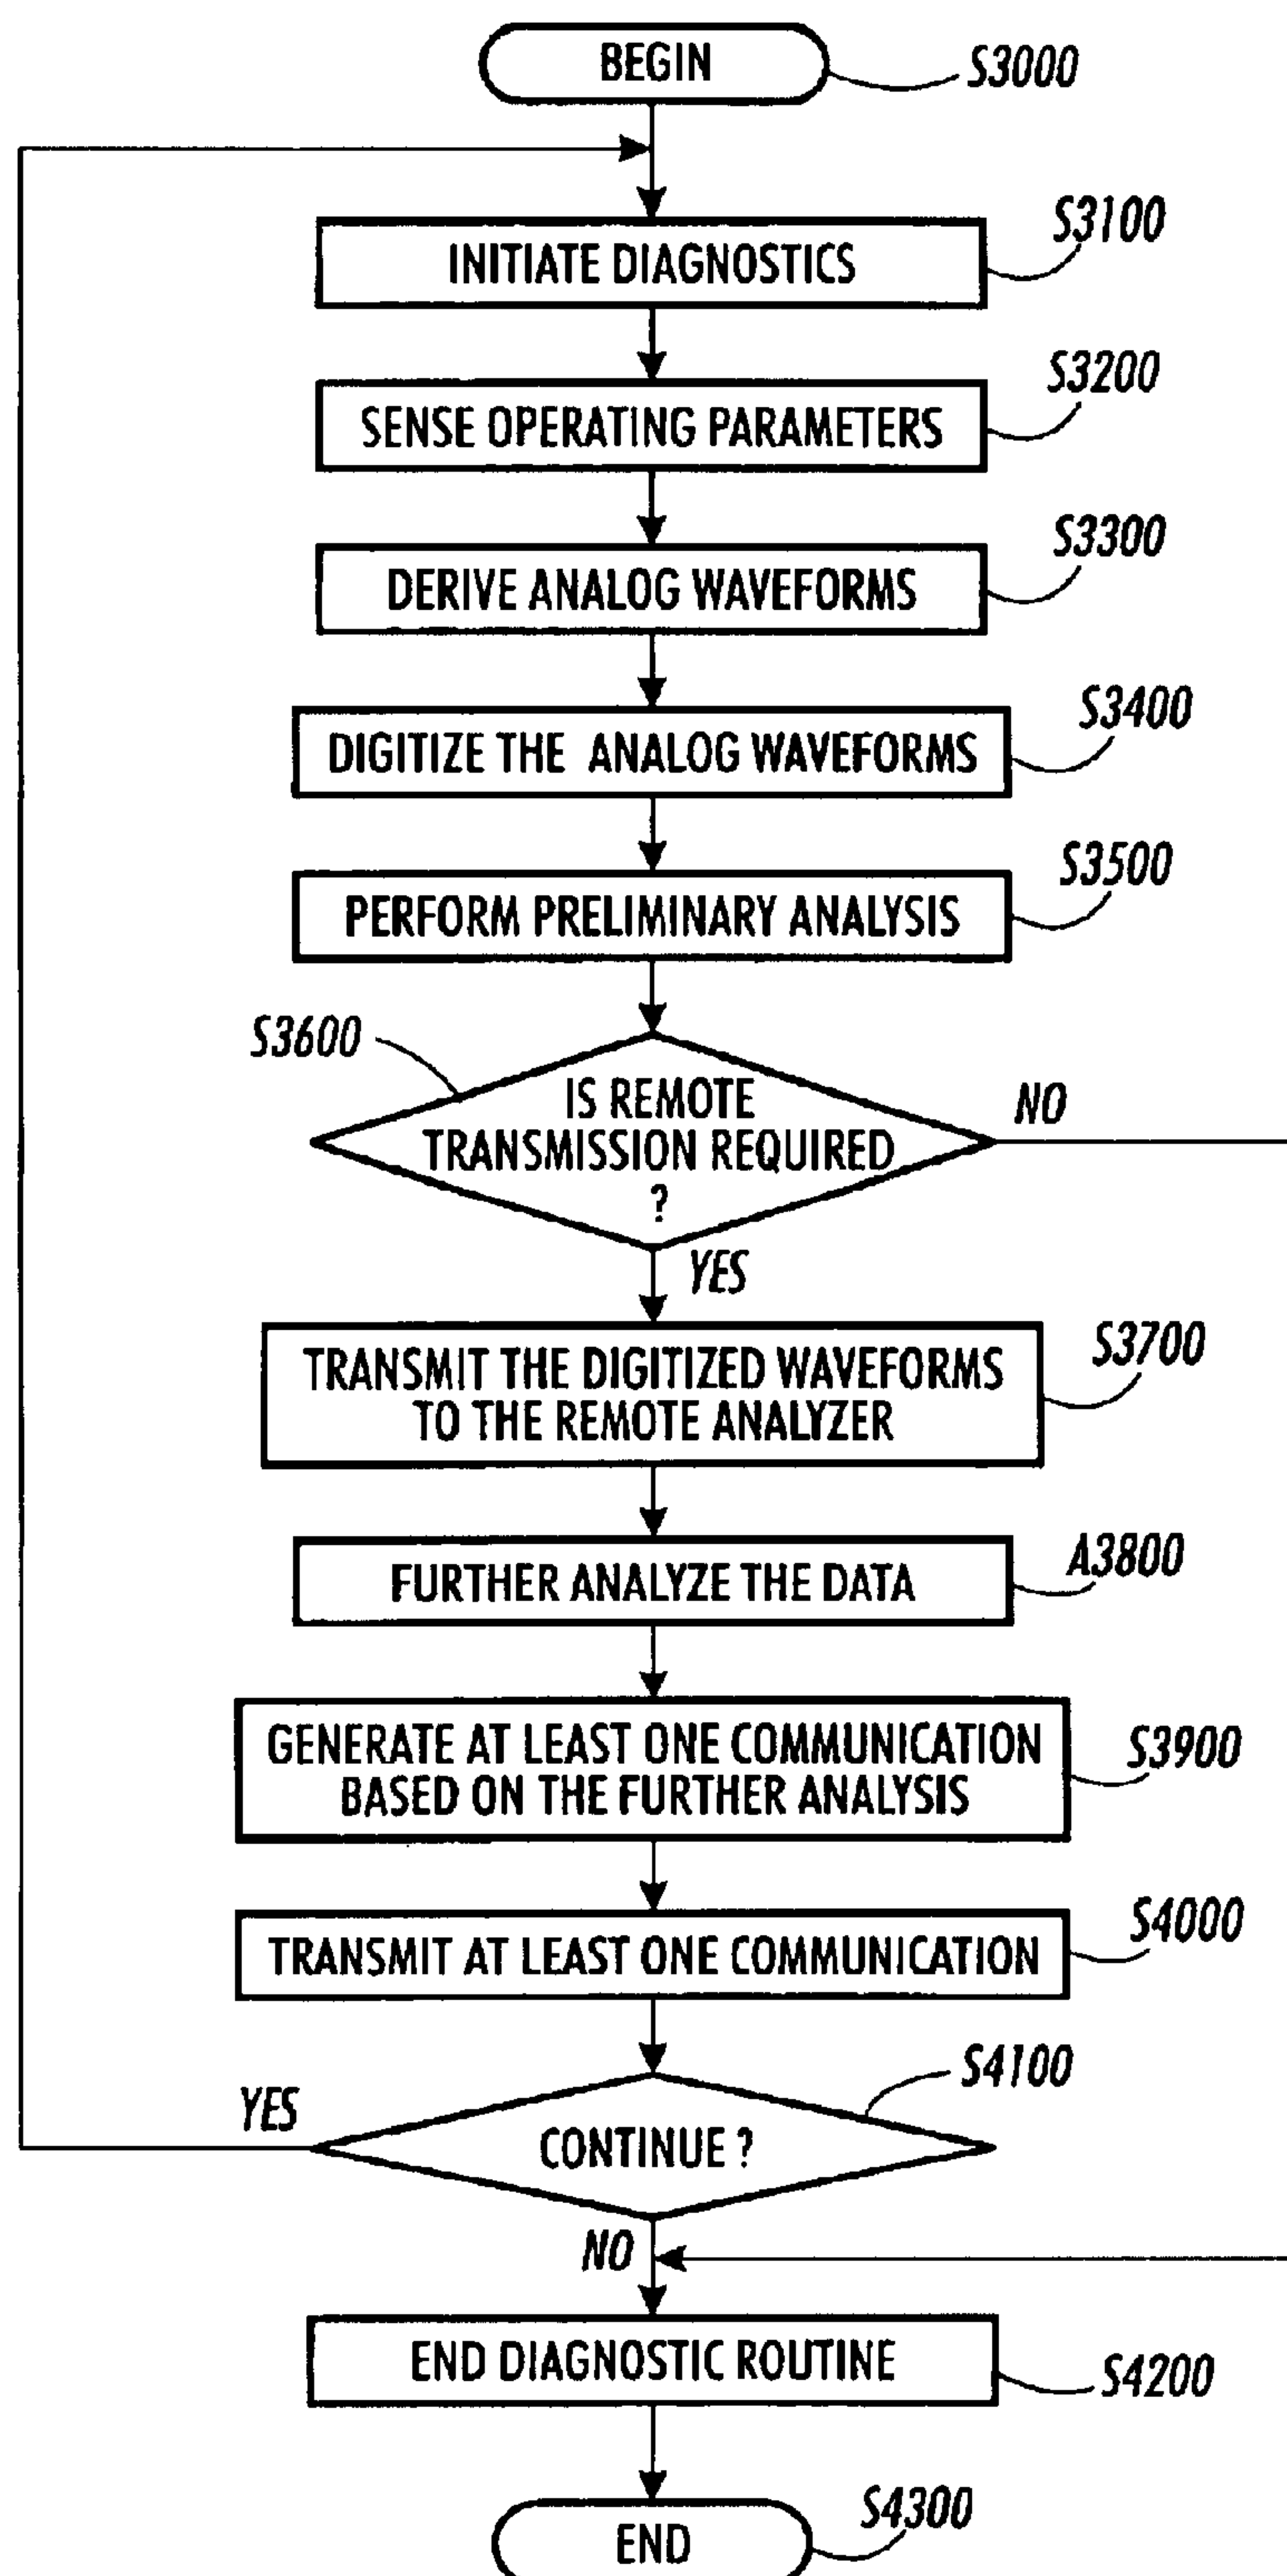 BEGIN
S3000
S3100
INITIATE DIAGNOSTICS
S3200
SENSE OPERATING PARAMETERS
S3300
DERIVE ANALOG WAVEFORMS
S3400
DIGITIZE THE ANALOG WAVEFORMS
S3500
PERFORM PRELIMINARY ANALYSIS
S3600
IS REMOTE
TRANSMISSION REQUIRED
?
NO
YES
S3700
TRANSMIT THE DIGITIZED WAVEFORMS
TO THE REMOTE ANALYZER
A3800
FURTHER ANALYZE THE DATA
S3900
GENERATE AT LEAST ONE COMMUNICATION
BASED ON THE FURTHER ANALYSIS
S4000
TRANSMIT AT LEAST ONE COMMUNICATION
S4100
YES
CONTINUE ?
NO
END DIAGNOSTIC ROUTINE
S4200
S4300
END